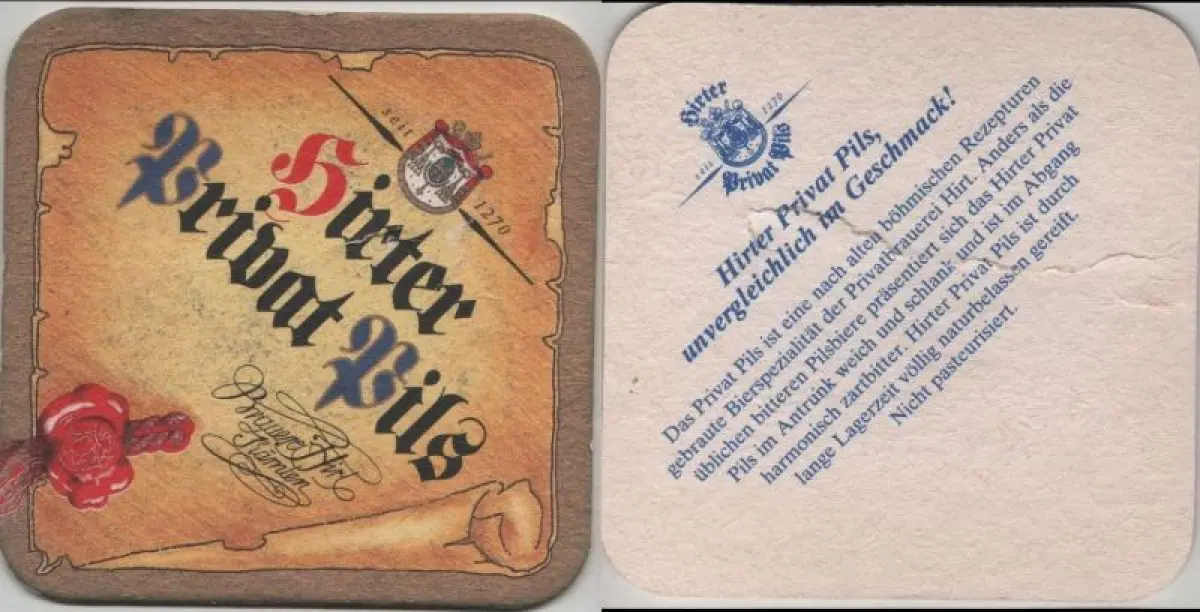 seit 1270
Hirter
Privat Pils
Brauerei Hirt
Kärnten
Hirter
seit 1270
Privat Pils
Hirter Privat Pils,
unvergleichlich im Geschmack!
Das Privat Pils ist eine nach alten böhmischen Rezepturen
gebraute Bierspezialität der Privatbrauerei Hirt. Anders als die
üblichen bitteren Pilsbiere präsentiert sich das Hirter Privat
Pils im Antrunk weich und schlank und ist im Abgang
harmonisch zartbitter. Hirter Privat Pils ist durch
lange Lagerzeit völlig naturbelassen gereift.
Nicht pasteurisiert.